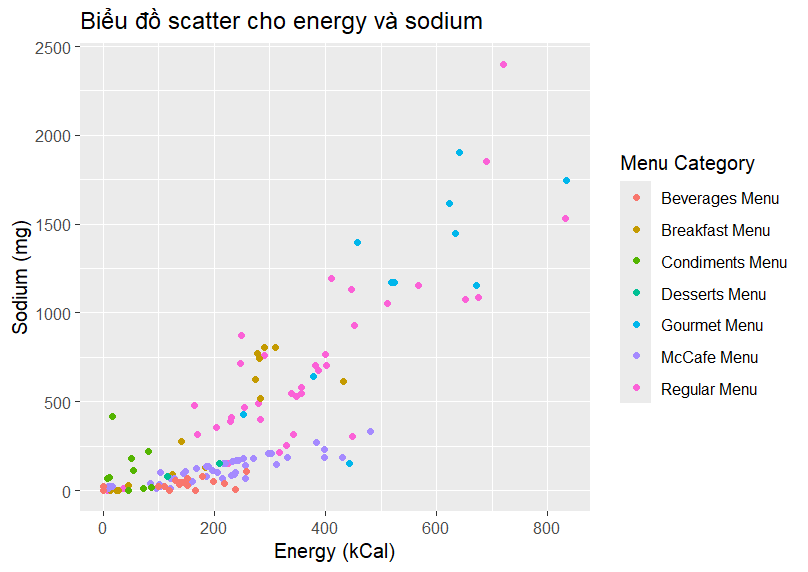 Biểu đồ scatter cho energy và sodium
2500
2000
1500
1000
500
0
Sodium (mg)
0 200 400 600 800
Energy (kCal)
Menu Category
Beverages Menu
Breakfast Menu
Condiments Menu
Desserts Menu
Gourmet Menu
McCafe Menu
Regular Menu